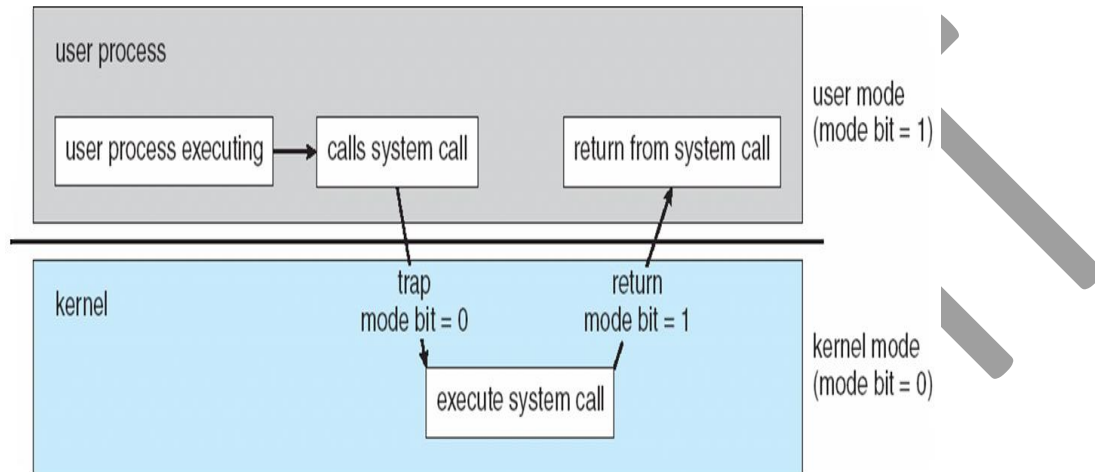 user process
user process executing
calls system call
return from system call
user mode
(mode bit = 1)
trap
mode bit = 0
return
mode bit = 1
kernel
execute system call
kernel mode
(mode bit = 0)